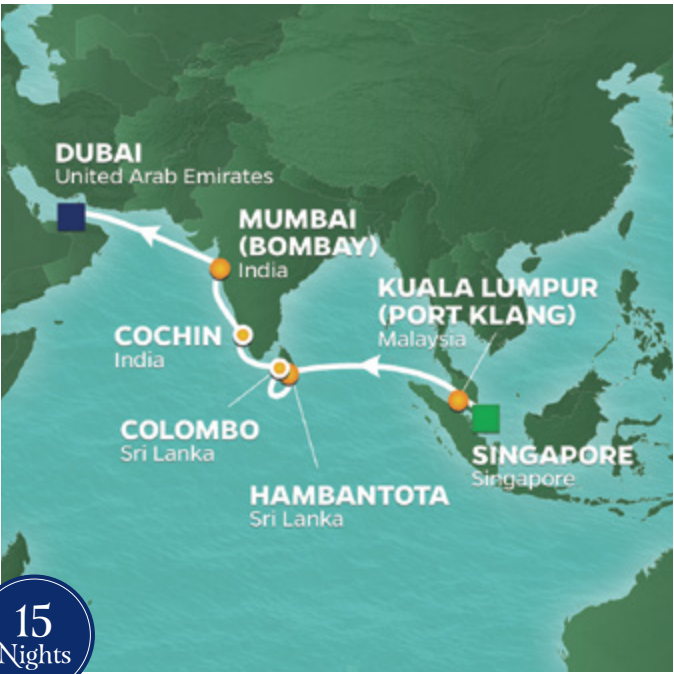 DUBAI
United Arab Emirates
MUMBAI
(BOMBAY)
India
KUALA LUMPUR
(PORT KLANG)
Malaysia
COCHIN
India
COLOMBO
Sri Lanka
SINGAPORE
Singapore
HAMBANTOTA
Sri Lanka
15
Nights